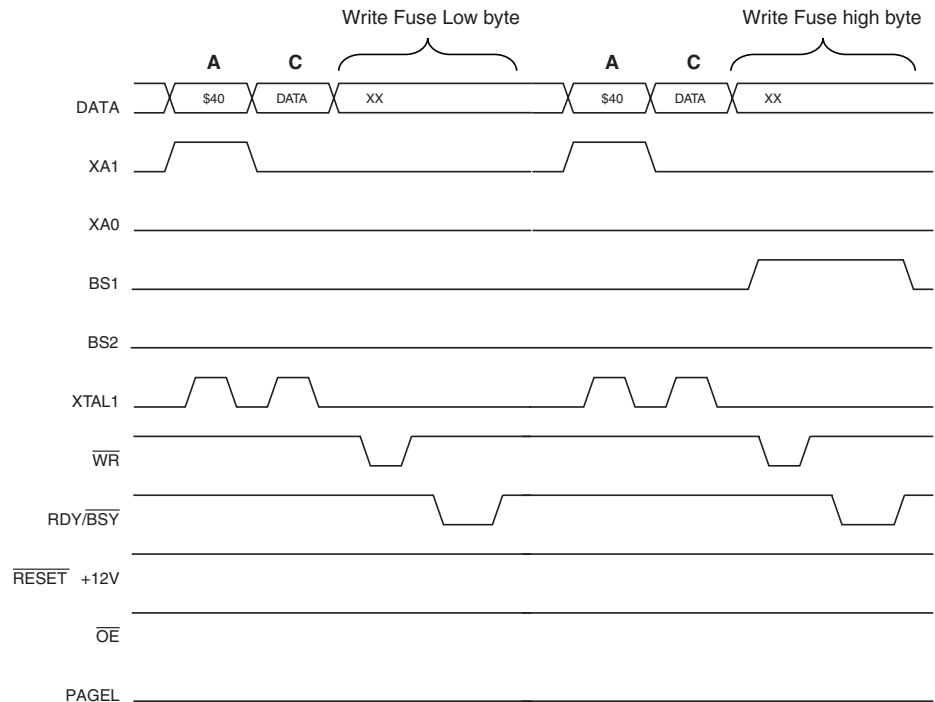 Write Fuse Low byte Write Fuse high byte
A C A C
DATA $40 DATA XX $40 DATA XX
XA1
XA0
BS1
BS2
XTAL1
WR
RDY/BSY
RESET +12V
OE
PAGEL